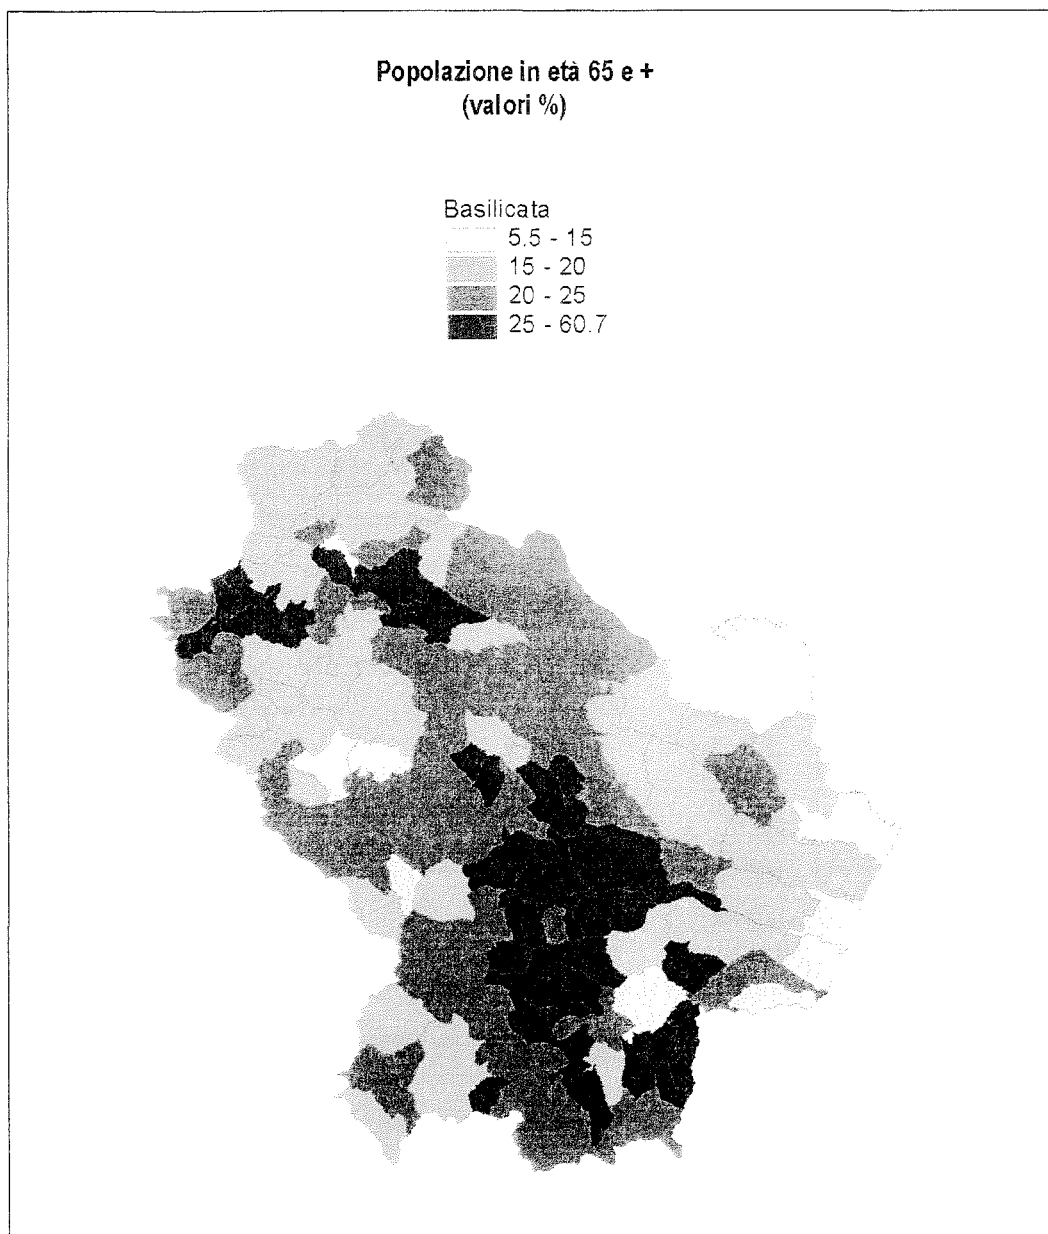 Popolazione in età 65 e +
(valori %)
Basilicata
5.5 - 15
15 - 20
20 - 25
25 - 60.7